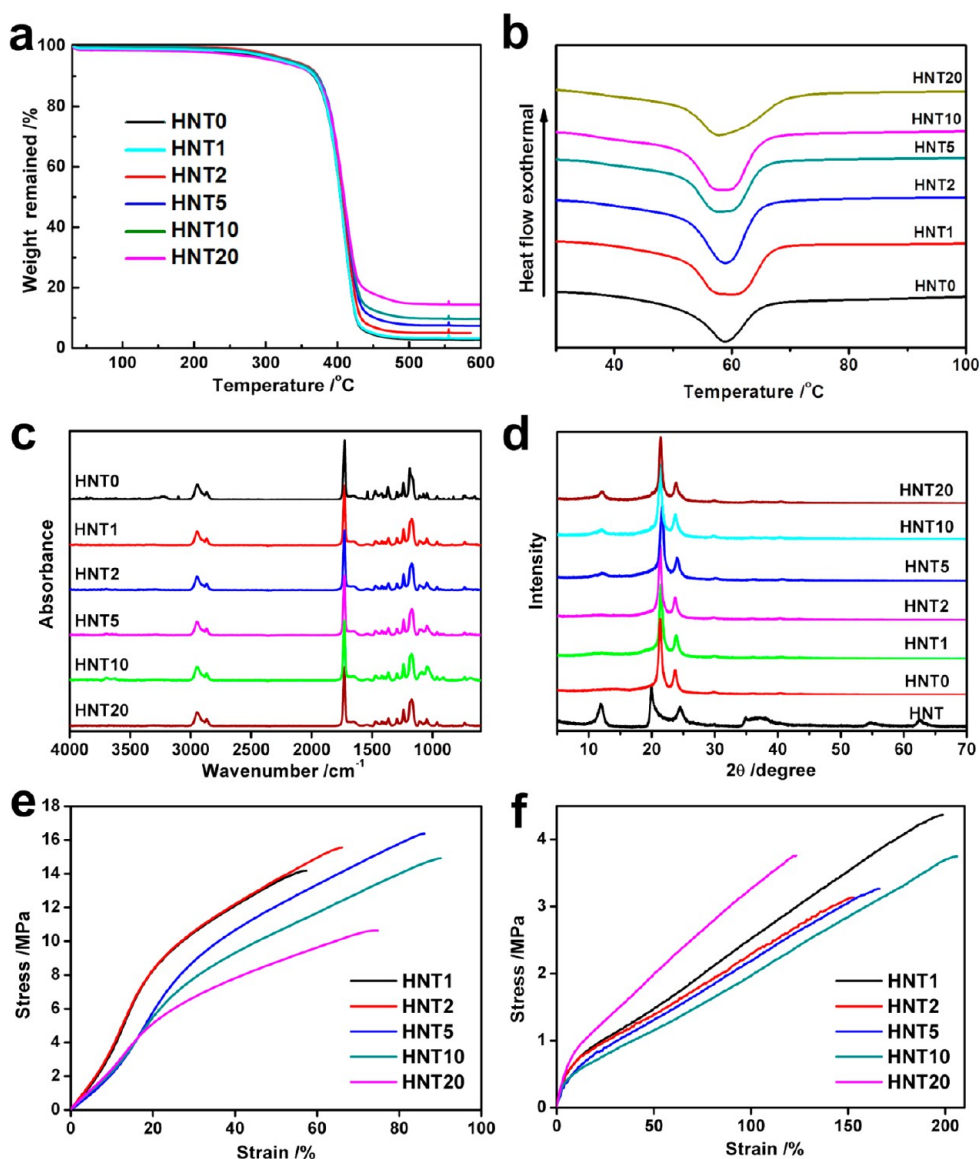 a
100
80
60
40
20
0
Weight remained /%
HNT0
HNT1
HNT2
HNT5
HNT10
HNT20
100 200 300 400 500 600
Temperature /°C
b
Heat flow exothermal
HNT20
HNT10
HNT5
HNT2
HNT1
HNT0
40 60 80 100
Temperature /°C
c
Absorbance
HNT0
HNT1
HNT2
HNT5
HNT10
HNT20
4000 3000 2000 1000
Wavenumber /cm-1
d
Intensity
HNT20
HNT10
HNT5
HNT2
HNT1
HNT0
HNT
10 20 30 40 50 60 70
2θ /degree
e
18
16
14
12
10
8
6
4
2
0
Stress /MPa
HNT1
HNT2
HNT5
HNT10
HNT20
0 20 40 60 80 100
Strain /%
f
4
3
2
1
0
Stress /MPa
HNT1
HNT2
HNT5
HNT10
HNT20
0 50 100 150 200
Strain /%